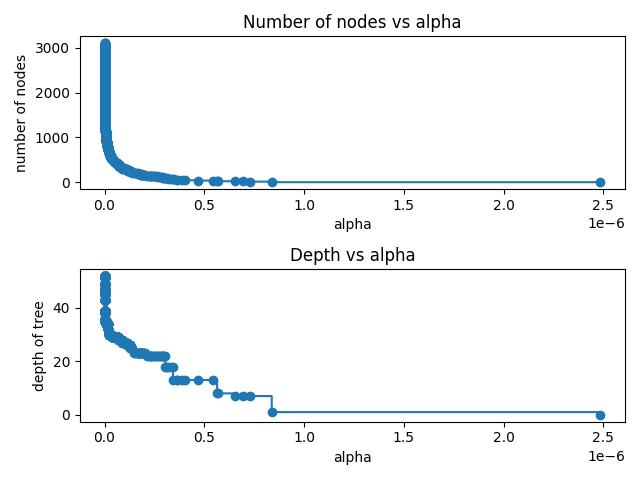 Number of nodes vs alpha
number of nodes
3000
2000
1000
0
0.0 0.5 1.0 1.5 2.0 2.5
1e−6
alpha
Depth vs alpha
depth of tree
40
20
0
0.0 0.5 1.0 1.5 2.0 2.5
1e−6
alpha